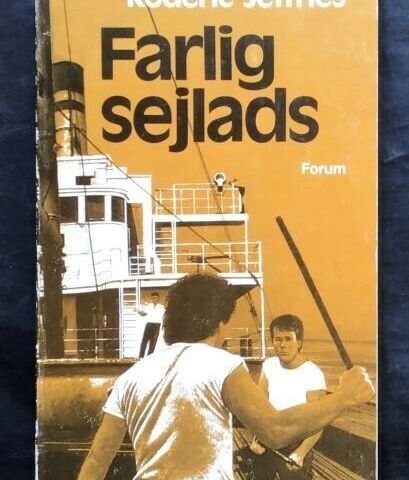 Roderic Jeffries
Farlig
sejlads
Forum